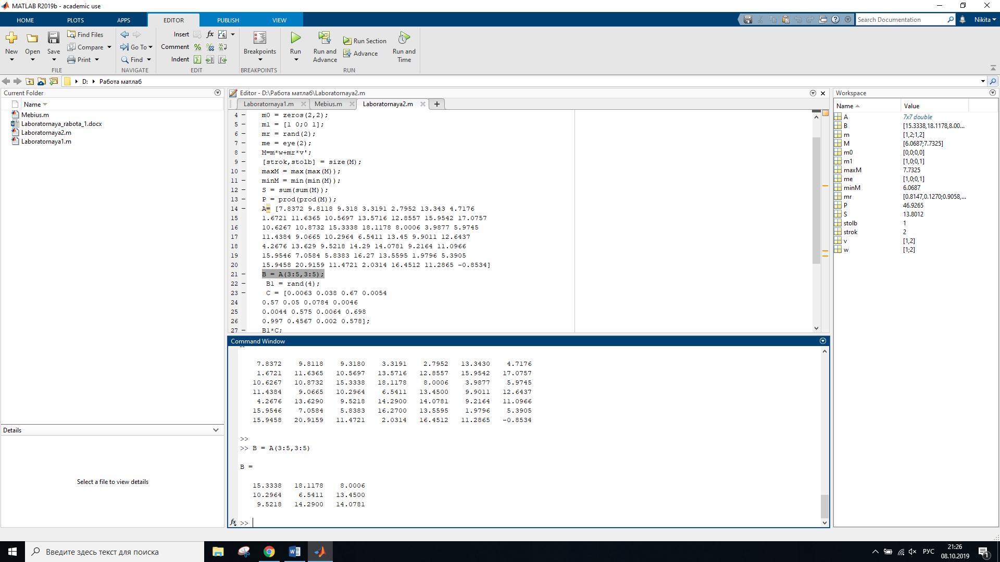 MATLAB R2019b - academic use
HOME PLOTS APPS EDITOR PUBLISH VIEW
Search Documentation
Nikita
New
Open
Save
Find Files
Compare
Print
FILE
Go To
Find
NAVIGATE
Insert fx
Comment
Indent
EDIT
Breakpoints
BREAKPOINTS
Run
Run and Advance
Run Section
Advance
Run and Time
RUN
D: Работа матлаб
Current Folder
Name
Mebius.m
Laboratornaya_rabota_1.docx
Laboratornaya2.m
Laboratornaya1.m
Details
Select a file to view details
Editor - D:\Работа матлаб\Laboratornaya2.m
Laboratornaya1.m Mebius.m Laboratornaya2.m +
4 – m0 = zeros(2,2);
5 – m1 = [1 0;0 1];
6 – mr = rand(2);
7 – me = eye(2);
8 – M=m*w+mr*v';
9 – [strok,stolb] = size(M);
10 – maxM = max(max(M));
11 – minM = min(min(M));
12 – S = sum(sum(M));
13 – P = prod(prod(M));
14 – A= [7.8372 9.8118 9.318 3.3191 2.7952 13.343 4.7176
15 1.6721 11.6365 10.5697 13.5716 12.8557 15.9542 17.0757
16 10.6267 10.8732 15.3338 18.1178 8.0006 3.9877 5.9745
17 11.4384 9.0665 10.2964 6.5411 13.45 9.9011 12.6437
18 4.2676 13.629 9.5218 14.29 14.0781 9.2164 11.0966
19 15.9546 7.0584 5.8383 16.27 13.5595 1.9796 5.3905
20 15.9458 20.9159 11.4721 2.0314 16.4512 11.2865 -0.8534]
21 – B = A(3:5,3:5);
22 – B1 = rand(4);
23 – C = [0.0063 0.038 0.67 0.0054
24 0.57 0.05 0.0784 0.0046
25 0.0044 0.575 0.0064 0.698
26 0.997 0.4567 0.002 0.578];
27 – B1*C;
Command Window
7.8372 9.8118 9.3180 3.3191 2.7952 13.3430 4.7176
1.6721 11.6365 10.5697 13.5716 12.8557 15.9542 17.0757
10.6267 10.8732 15.3338 18.1178 8.0006 3.9877 5.9745
11.4384 9.0665 10.2964 6.5411 13.4500 9.9011 12.6437
4.2676 13.6290 9.5218 14.2900 14.0781 9.2164 11.0966
15.9546 7.0584 5.8383 16.2700 13.5595 1.9796 5.3905
15.9458 20.9159 11.4721 2.0314 16.4512 11.2865 -0.8534
>>
>> B = A(3:5,3:5)
B =
15.3338 18.1178 8.0006
10.2964 6.5411 13.4500
9.5218 14.2900 14.0781
fx >>
Workspace
Name Value
A 7x7 double
B [15.3338,18.1178,8.00...
m [1,2;1,2]
M [6.0687;7.7325]
m0 [0,0;0,0]
m1 [1,0;0,1]
maxM 7.7325
me [1,0;0,1]
minM 6.0687
mr [0.8147,0.1270;0.9058,...
P 46.9265
S 13.8012
stolb 1
strok 2
v [1,2]
w [1;2]
Введите здесь текст для поиска
РУС
21:26
08.10.2019
1